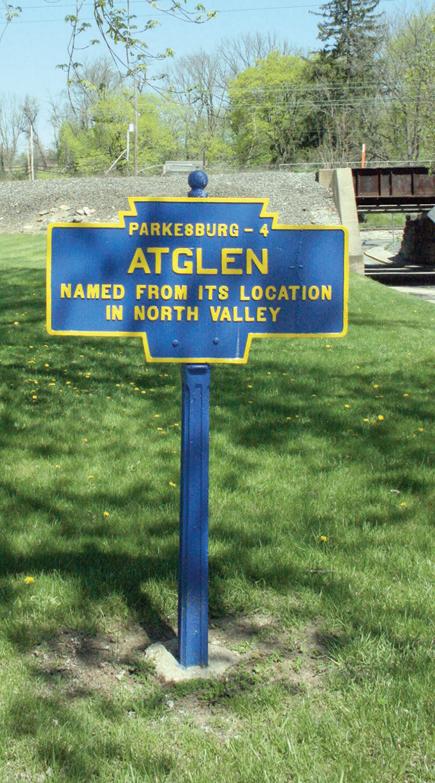 PARKESBURG - 4
ATGLEN
NAMED FROM ITS LOCATION
IN NORTH VALLEY